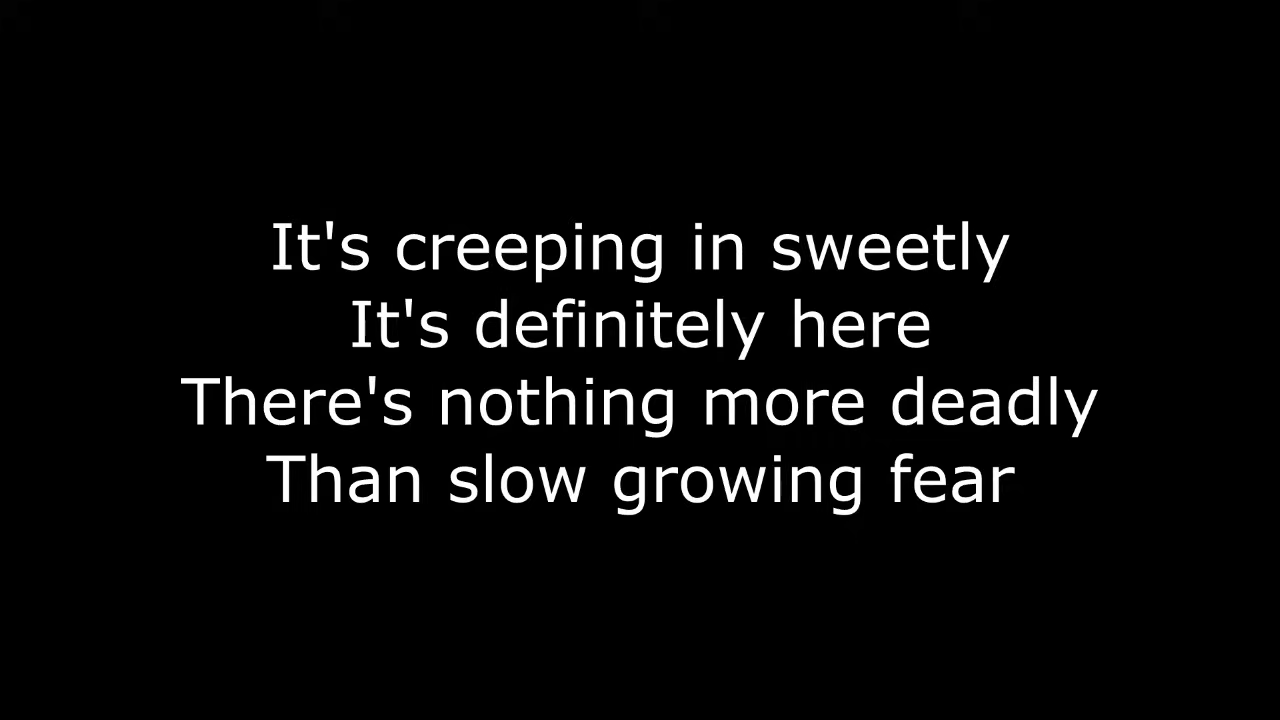 It's creeping in sweetly
It's definitely here
There's nothing more deadly
Than slow growing fear